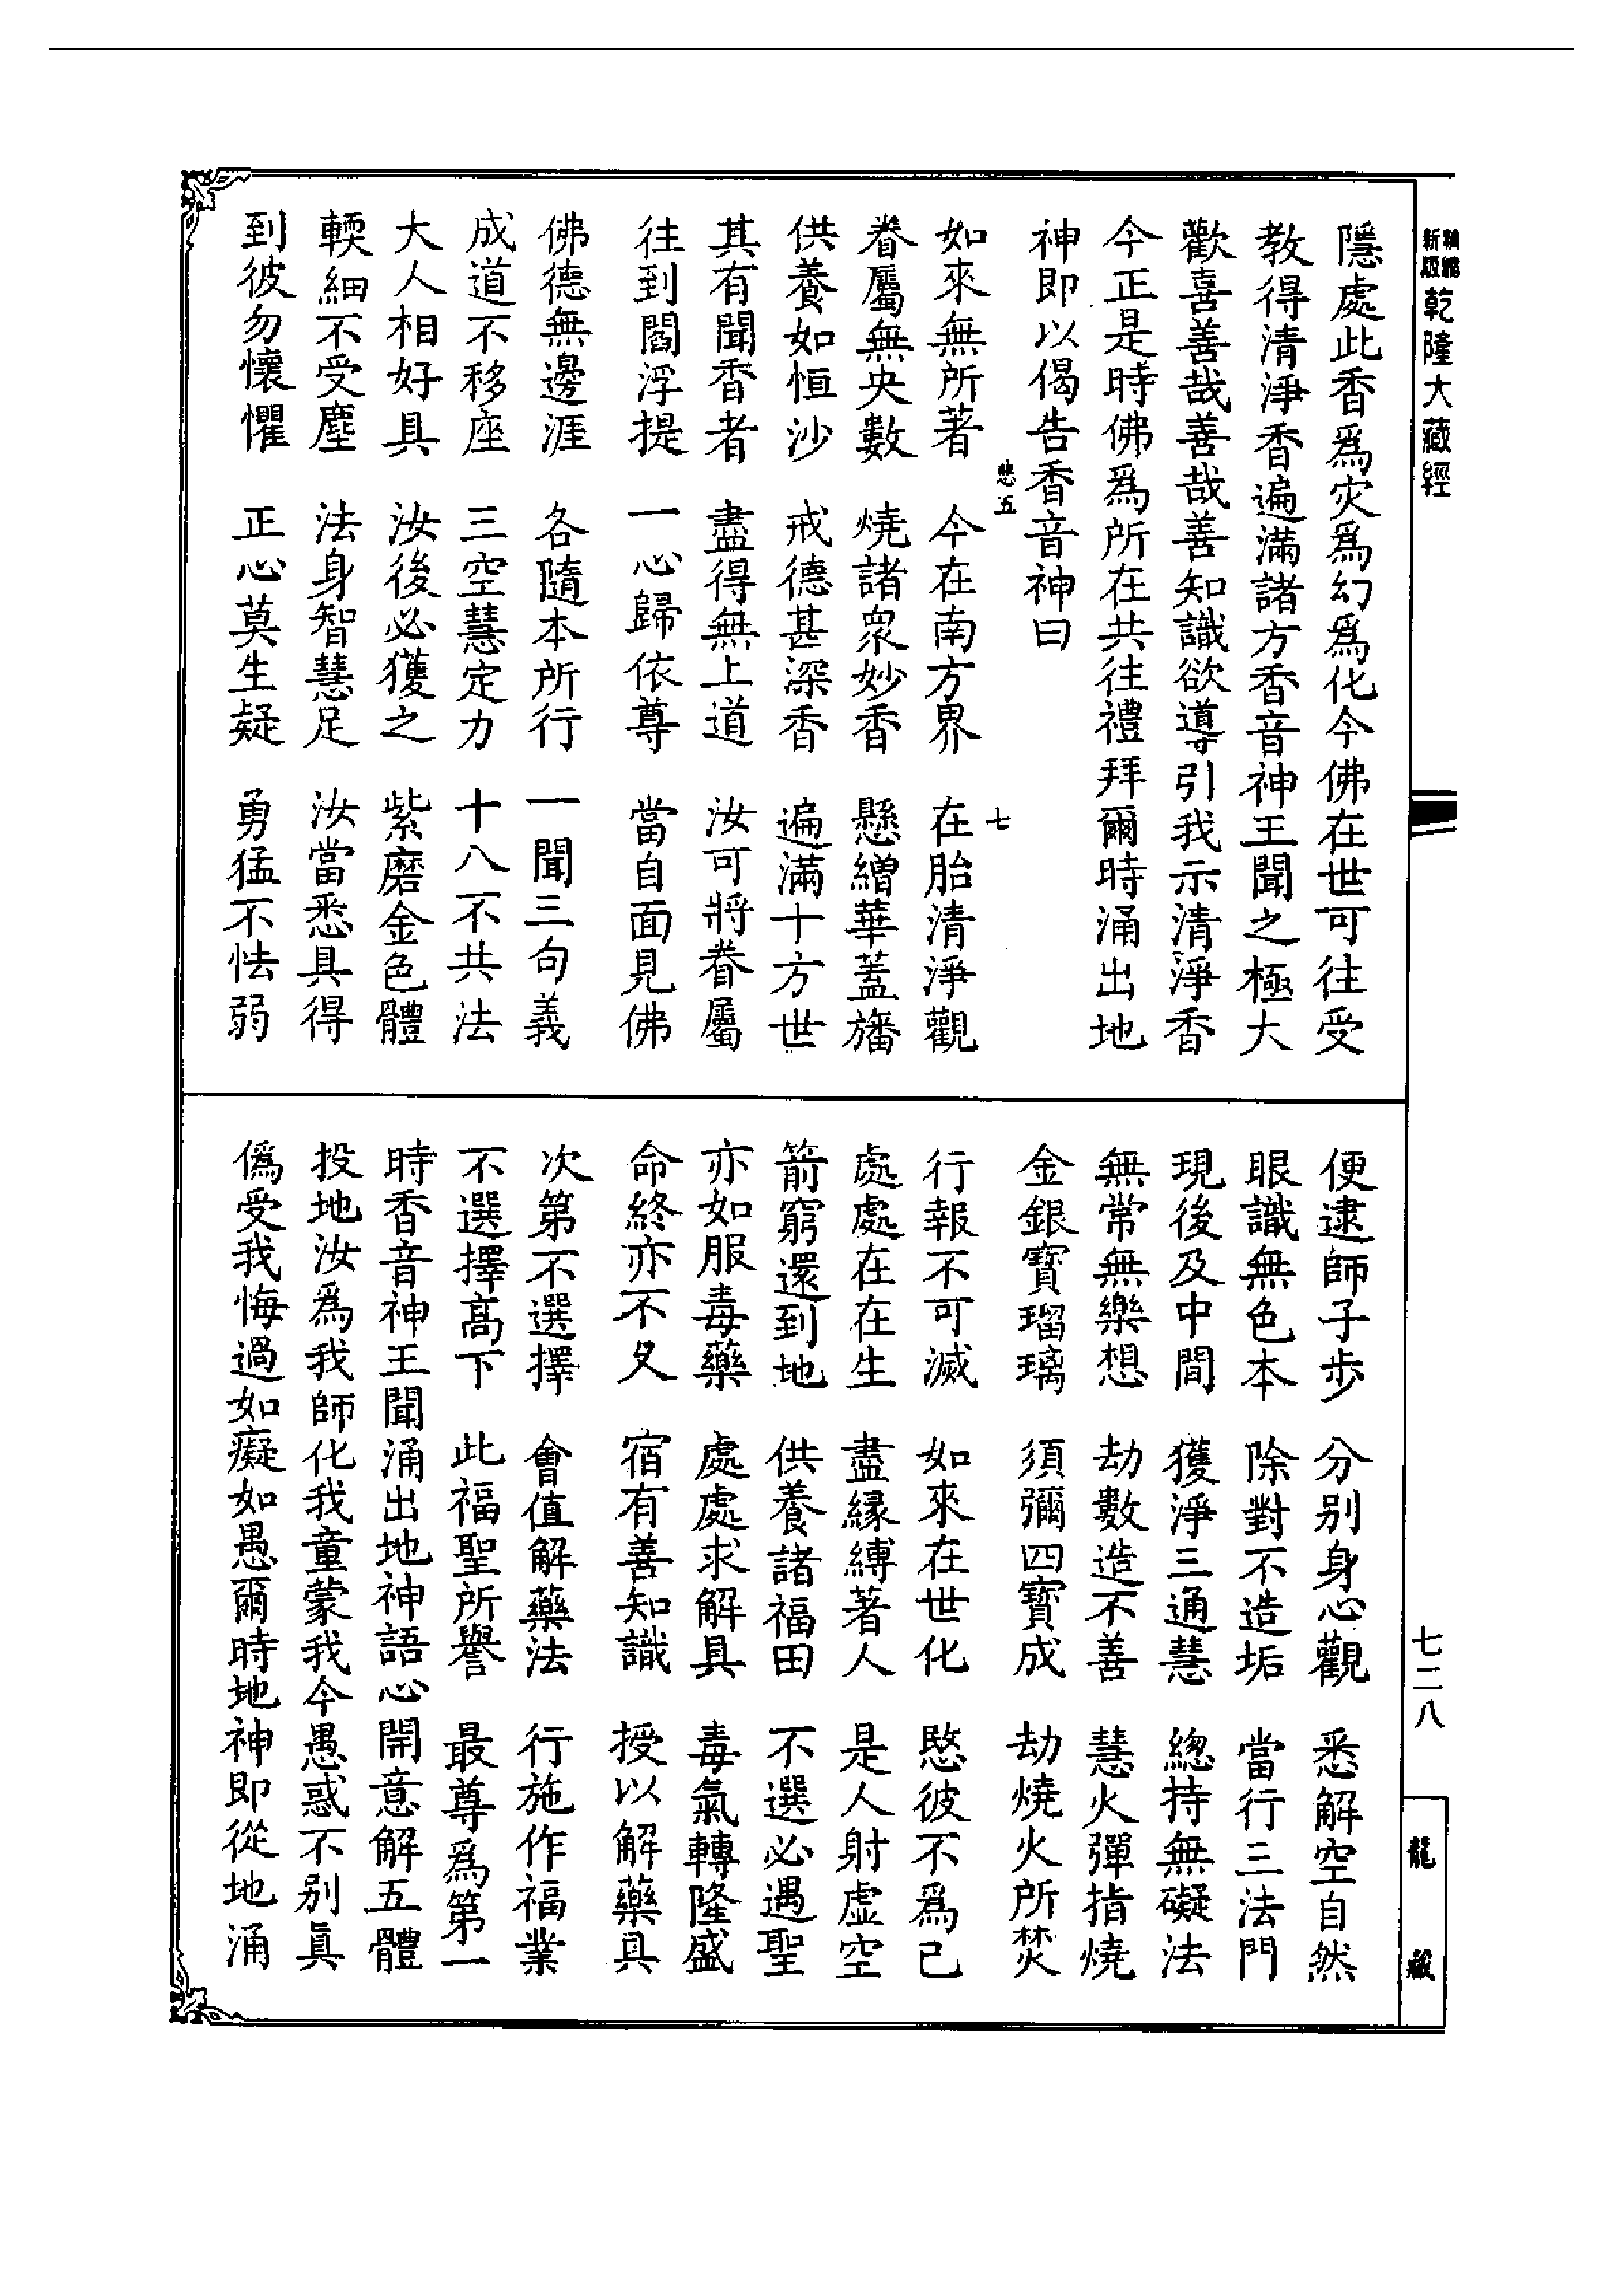 新編縮版乾隆大藏經
隱處此香爲灾爲幻爲化今佛在世可往受
教得清淨香遍滿諸方香音神王聞之極大
歡喜善哉善哉善知識欲導引我示清淨香
今正是時佛爲所在共往禮拜爾時涌出地
神即以偈告香音神曰
悲五 七
如來無所著 今在南方界 在胎清淨觀
眷屬無央數 燒諸衆妙香 懸繒華蓋旛
供養如恒沙 戒德甚深香 遍滿十方世
其有聞香者 盡得無上道 汝可將眷屬
往到閻浮提 一心歸依尊 當自面見佛
佛德無邊涯 各隨本所行 一聞三句義
成道不移座 三空慧定力 十八不共法
大人相好具 汝後必獲之 紫磨金色體
輭細不受塵 法身智慧足 汝當悉具得
到彼勿懷懼 正心莫生疑 勇猛不怯弱
便逮師子步 分别身心觀 悉解空自然
眼識無色本 除對不造垢 當行三法門
現後及中間 獲淨三通慧 緫持無礙法
無常無樂想 劫數造不善 慧火彈指燒
金銀寳瑠璃 須彌四寳成 劫燒火所焚
行報不可滅 如來在世化 愍彼不爲己
處處在在生 盡縁縛著人 是人射虚空
箭窮還到地 供養諸福田 不選必遇聖
亦如服毒藥 處處求解具 毒氣轉隆盛
命終亦不久 宿有善知識 授以解藥具
次第不選擇 會值解藥法 行施作福業
不選擇高下 此福聖所譽 最尊爲第一
時香音神王聞涌出地神語心開意解五體
投地汝爲我師化我童蒙我今愚惑不别眞
僞受我悔過如癡如愚爾時地神即從地涌
七二八
龍藏